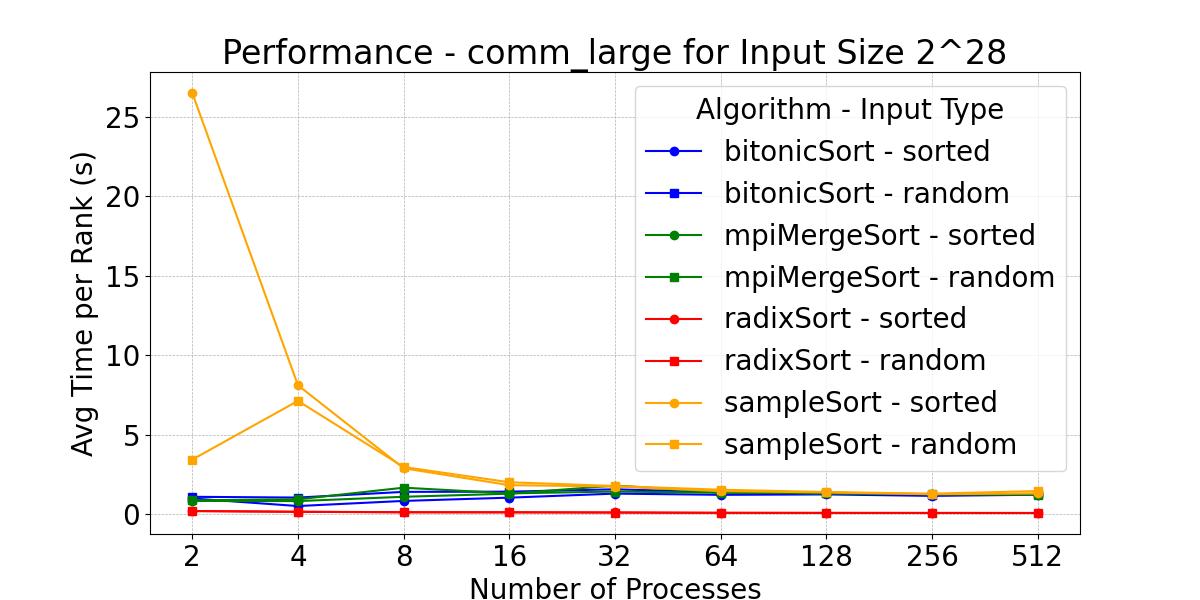 Performance - comm_large for Input Size 2^28
Avg Time per Rank (s)
25
20
15
10
5
0
Algorithm - Input Type
bitonicSort - sorted
bitonicSort - random
mpiMergeSort - sorted
mpiMergeSort - random
radixSort - sorted
radixSort - random
sampleSort - sorted
sampleSort - random
2 4 8 16 32 64 128 256 512
Number of Processes